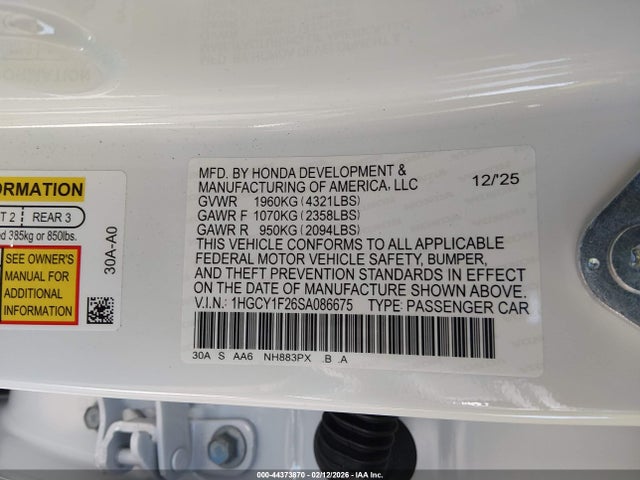 ORMATION
T 2 | REAR 3
ed 385kg or 850lbs.
SEE OWNER'S
MANUAL FOR
ADDITIONAL
INFORMATION
30A-A0
MFD. BY HONDA DEVELOPMENT &
MANUFACTURING OF AMERICA, LLC 12/'25
GVWR 1960KG (4321LBS)
GAWR F 1070KG (2358LBS)
GAWR R 950KG (2094LBS)
THIS VEHICLE CONFORMS TO ALL APPLICABLE
FEDERAL MOTOR VEHICLE SAFETY, BUMPER,
AND THEFT PREVENTION STANDARDS IN EFFECT
ON THE DATE OF MANUFACTURE SHOWN ABOVE.
V.I.N.: 1HGCY1F26SA086675 TYPE: PASSENGER CAR
30A S AA6 NH883PX .B .A
000-44373870 - 02/12/2026 - IAA Inc.